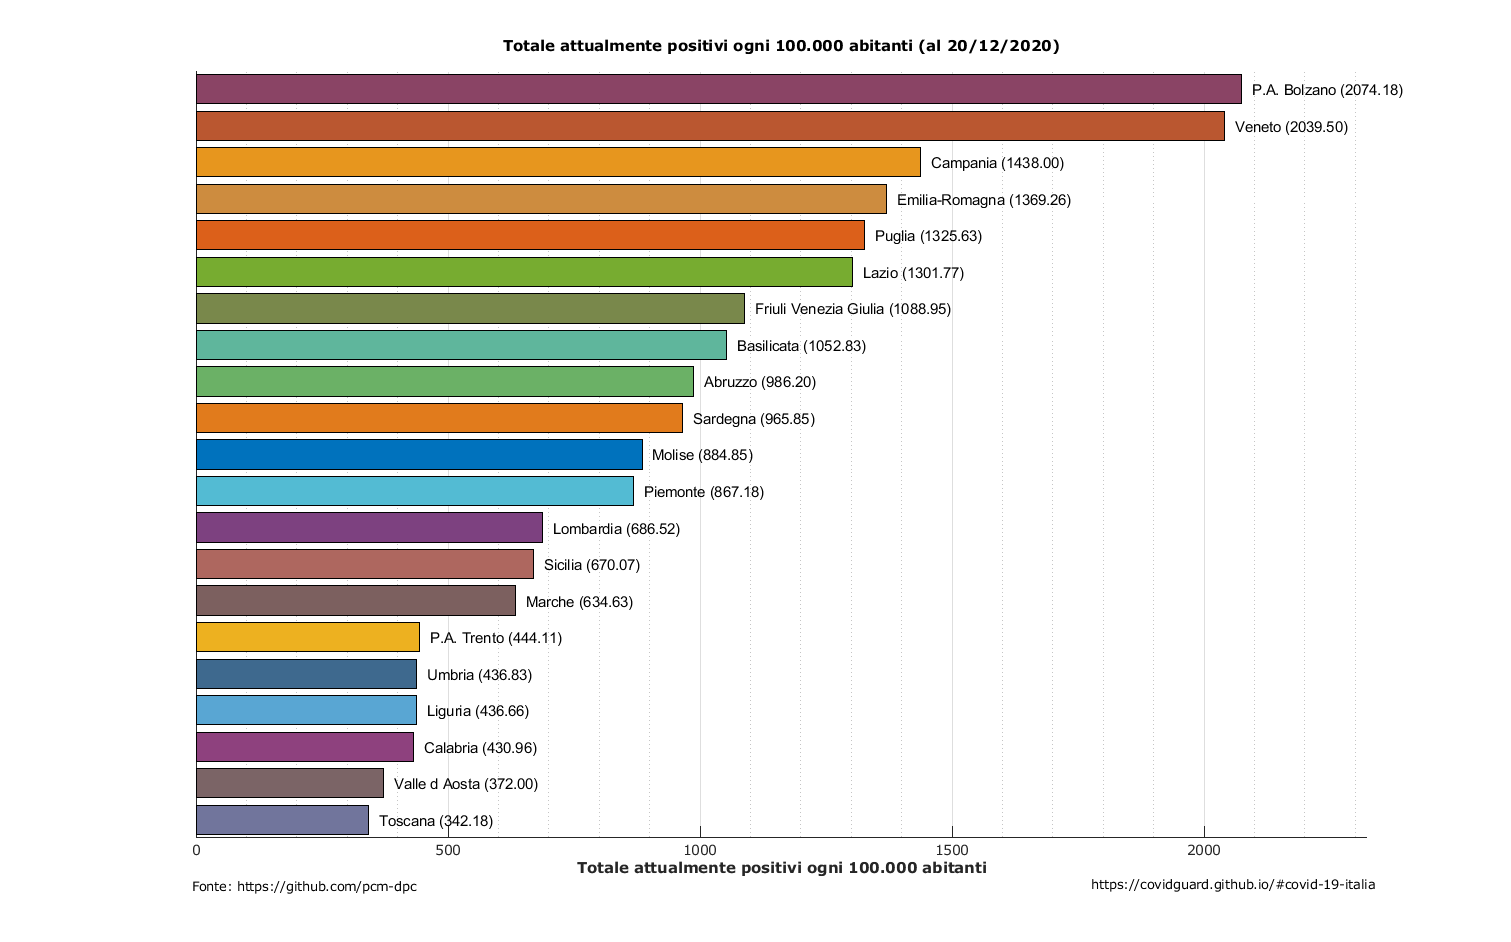 Totale attualmente positivi ogni 100.000 abitanti (al 20/12/2020)
P.A. Bolzano (2074.18)
Veneto (2039.50)
Campania (1438.00)
Emilia-Romagna (1369.26)
Puglia (1325.63)
Lazio (1301.77)
Friuli Venezia Giulia (1088.95)
Basilicata (1052.83)
Abruzzo (986.20)
Sardegna (965.85)
Molise (884.85)
Piemonte (867.18)
Lombardia (686.52)
Sicilia (670.07)
Marche (634.63)
P.A. Trento (444.11)
Umbria (436.83)
Liguria (436.66)
Calabria (430.96)
Valle d Aosta (372.00)
Toscana (342.18)
0 500 1000 1500 2000
Totale attualmente positivi ogni 100.000 abitanti
Fonte: https://github.com/pcm-dpc
https://covidguard.github.io/#covid-19-italia